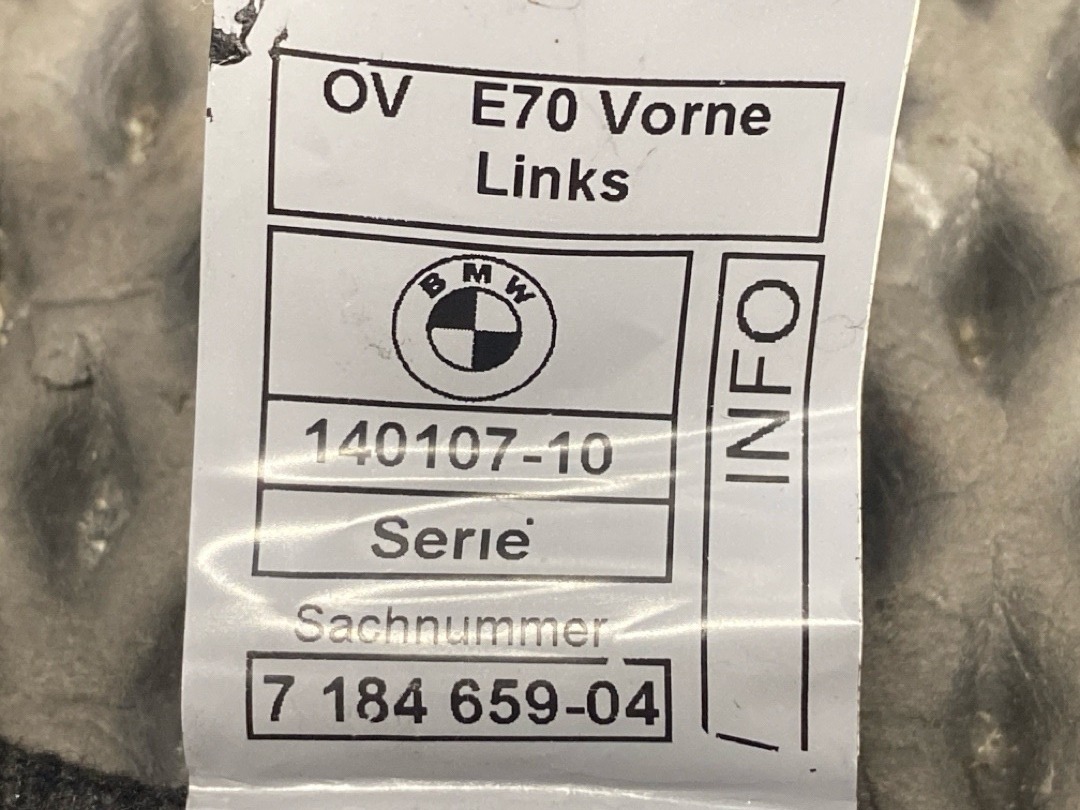 OV E70 Vorne
Links
BMW
INFO
140107-10
Serie
Sachnummer
7 184 659-04